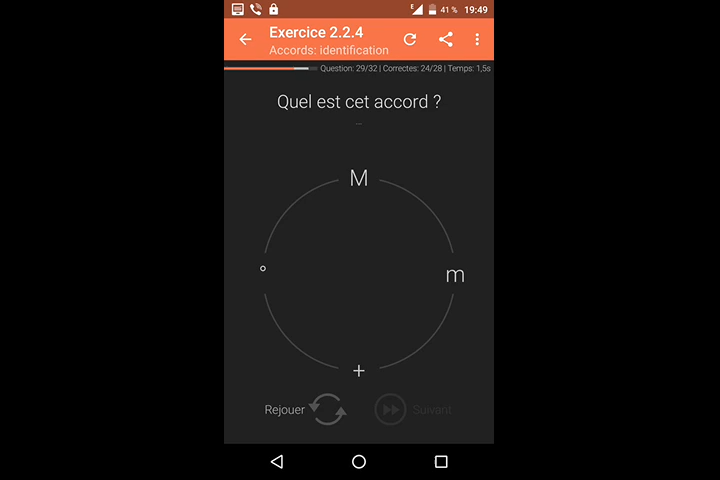 41 % 19:49
Exercice 2.2.4
Accords: identification
Question: 29/32 | Correctes: 24/28 | Temps: 1,5s
Quel est cet accord ?
M
° m
+
Rejouer Suivant